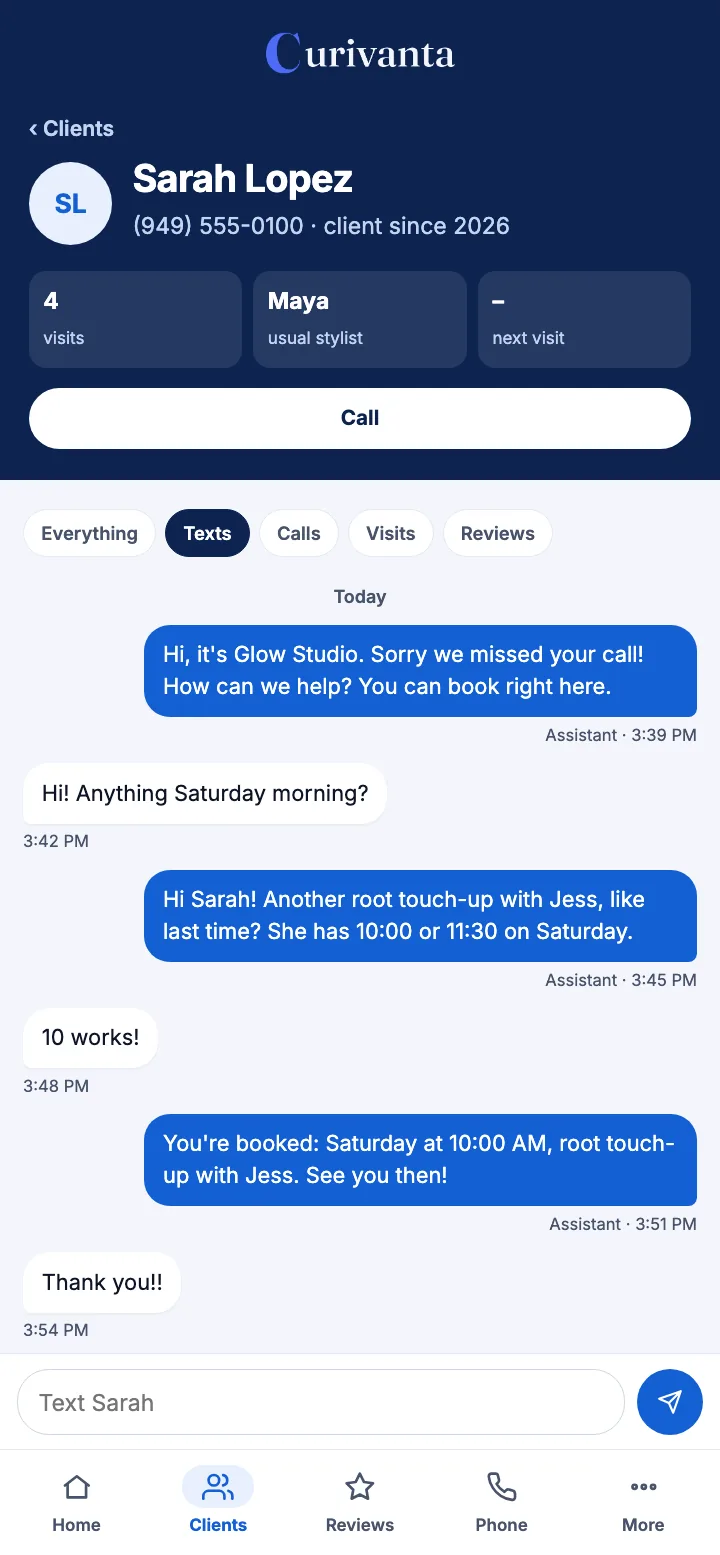 Curivanta
‹ Clients
SL
Sarah Lopez
(949) 555-0100 · client since 2026
4
visits
Maya
usual stylist
–
next visit
Call
Everything
Texts
Calls
Visits
Reviews
Today
Hi, it's Glow Studio. Sorry we missed your call!
How can we help? You can book right here.
Assistant · 3:39 PM
Hi! Anything Saturday morning?
3:42 PM
Hi Sarah! Another root touch-up with Jess, like
last time? She has 10:00 or 11:30 on Saturday.
Assistant · 3:45 PM
10 works!
3:48 PM
You're booked: Saturday at 10:00 AM, root touch-
up with Jess. See you then!
Assistant · 3:51 PM
Thank you!!
3:54 PM
Text Sarah
Home
Clients
Reviews
Phone
More